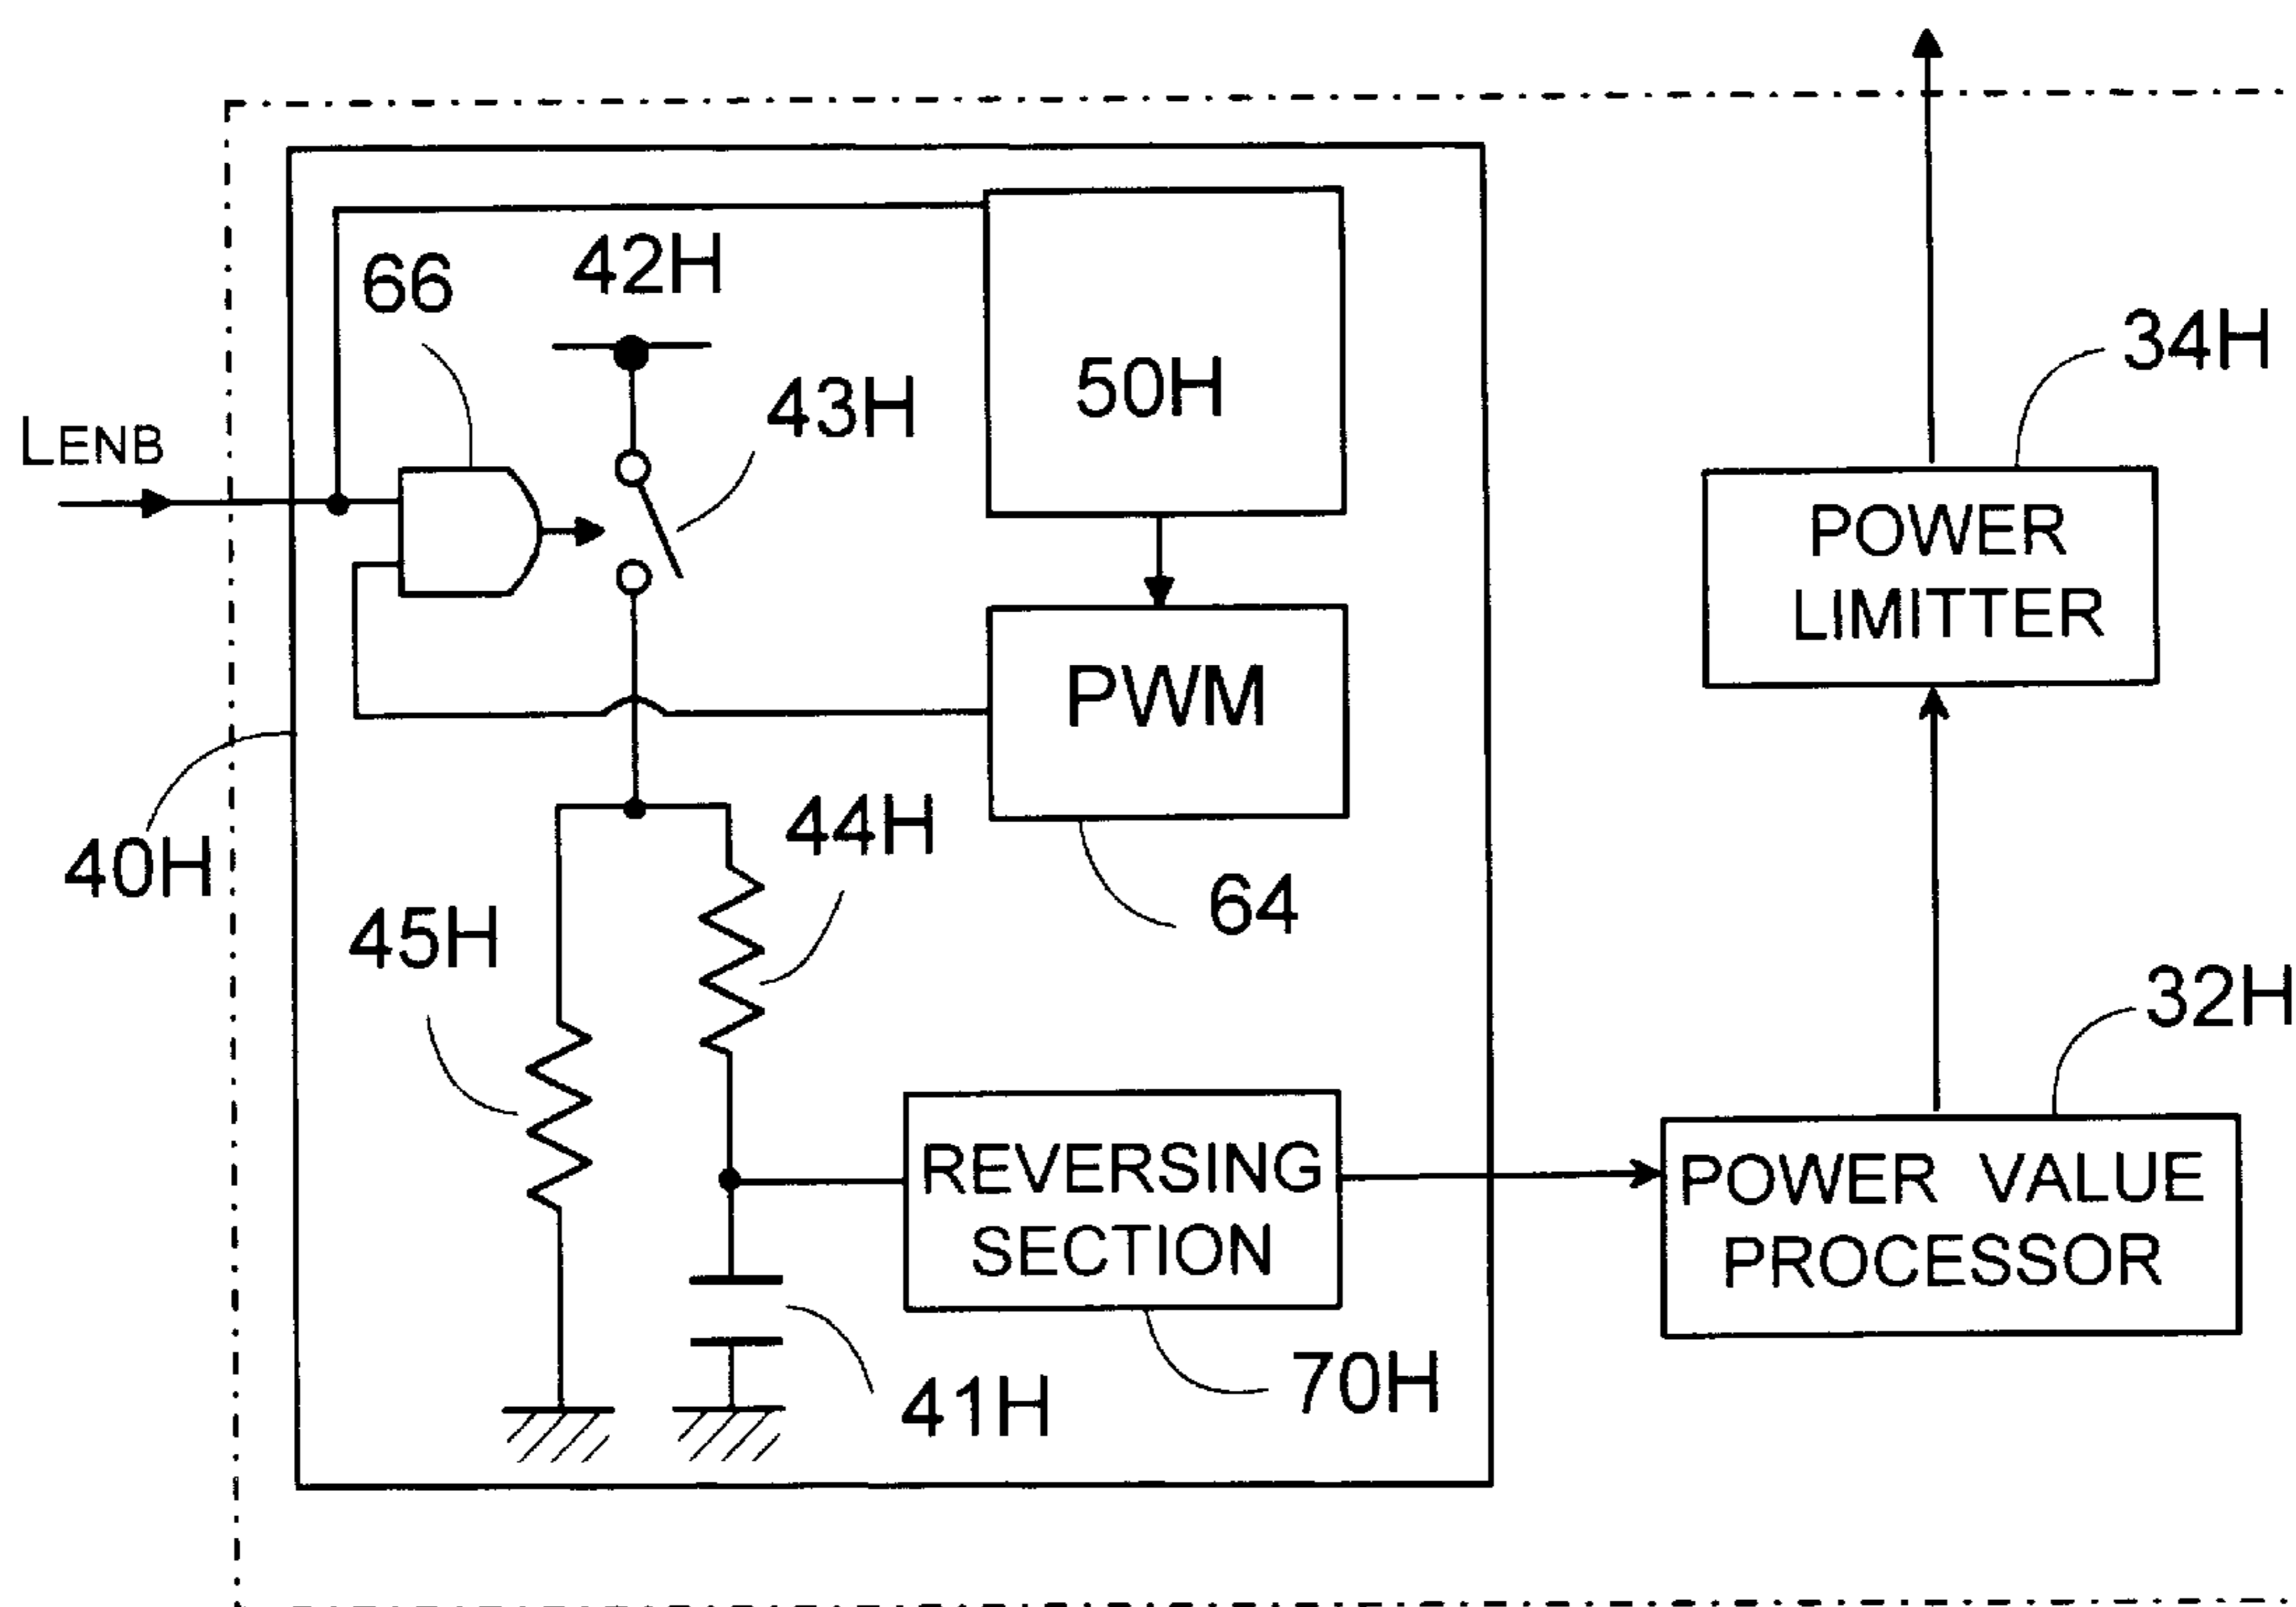 42H
66
34H
43H
50H
LENB
POWER
LIMITTER
PWM
44H
40H
64
45H
32H
REVERSING
SECTION
POWER VALUE
PROCESSOR
70H
41H